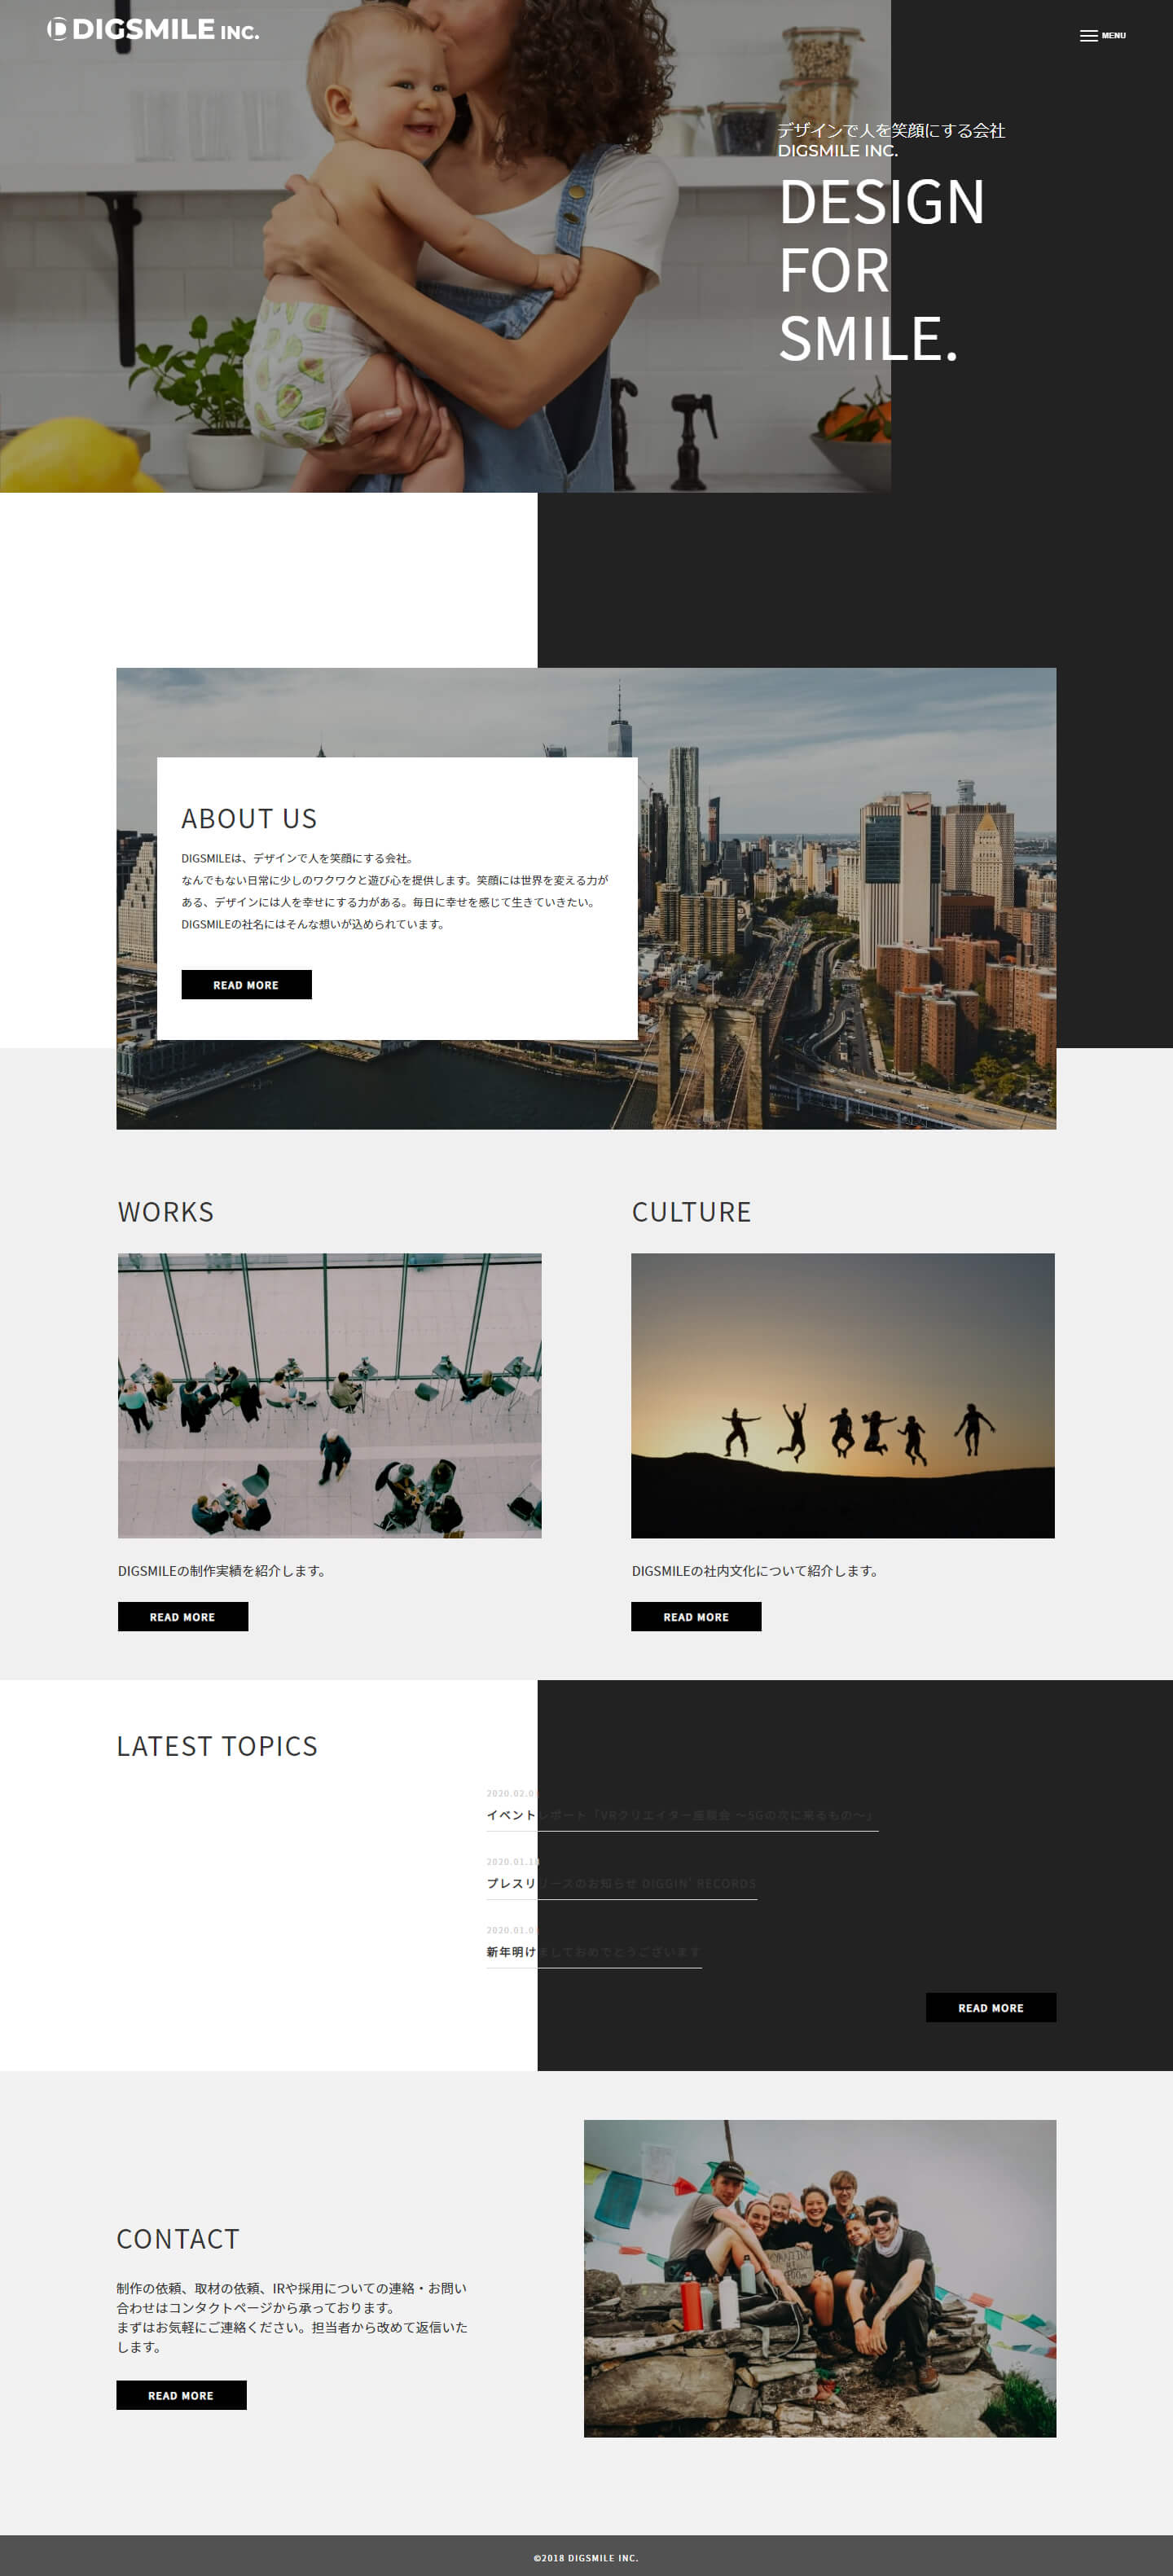 DIGSMILE INC.
MENU
デザインで人を笑顔にする会社
DIGSMILE INC.
DESIGN
FOR
SMILE.
ABOUT US
DIGSMILEは、デザインで人を笑顔にする会社。
なんでもない日常に少しのワクワクと遊び心を提供します。笑顔には世界を変える力が
ある、デザインには人を幸せにする力がある。毎日に幸せを感じて生きていきたい。
DIGSMILEの社名にはそんな想いが込められています。
READ MORE
WORKS
CULTURE
DIGSMILEの制作実績を紹介します。
DIGSMILEの社内文化について紹介します。
READ MORE
READ MORE
LATEST TOPICS
2020.02.0
イベントレポート「VRクリエイター座談会 〜5Gの次に来るもの〜」
2020.01.1
プレスリリースのお知らせ DIGGIN' RECORDS
2020.01.0
新年明けましておめでとうございます
READ MORE
CONTACT
制作の依頼、取材の依頼、IRや採用についての連絡・お問い
合わせはコンタクトページから承っております。
まずはお気軽にご連絡ください。担当者から改めて返信いた
します。
READ MORE
©2018 DIGSMILE INC.